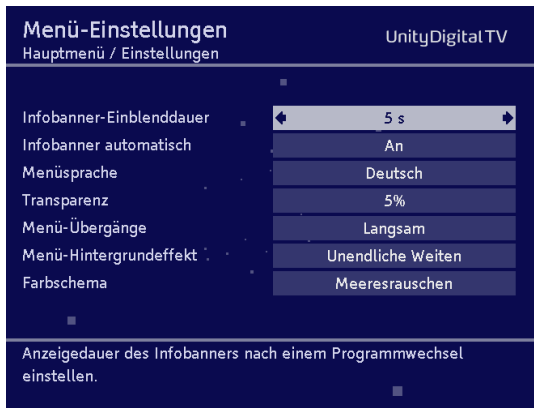 Menü-Einstellungen
UnityDigitalTV
Hauptmenü / Einstellungen
Infobanner-Einblenddauer 5 s
Infobanner automatisch An
Menüsprache Deutsch
Transparenz 5%
Menü-Übergänge Langsam
Menü-Hintergrundeffekt Unendliche Weiten
Farbschema Meeresrauschen
Anzeigedauer des Infobanners nach einem Programmwechsel
einstellen.